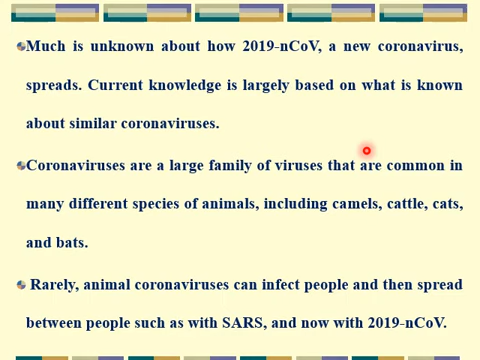 Much is unknown about how 2019-nCoV, a new coronavirus,
spreads. Current knowledge is largely based on what is known
about similar coronaviruses.
Coronaviruses are a large family of viruses that are common in
many different species of animals, including camels, cattle, cats,
and bats.
Rarely, animal coronaviruses can infect people and then spread
between people such as with SARS, and now with 2019-nCoV.